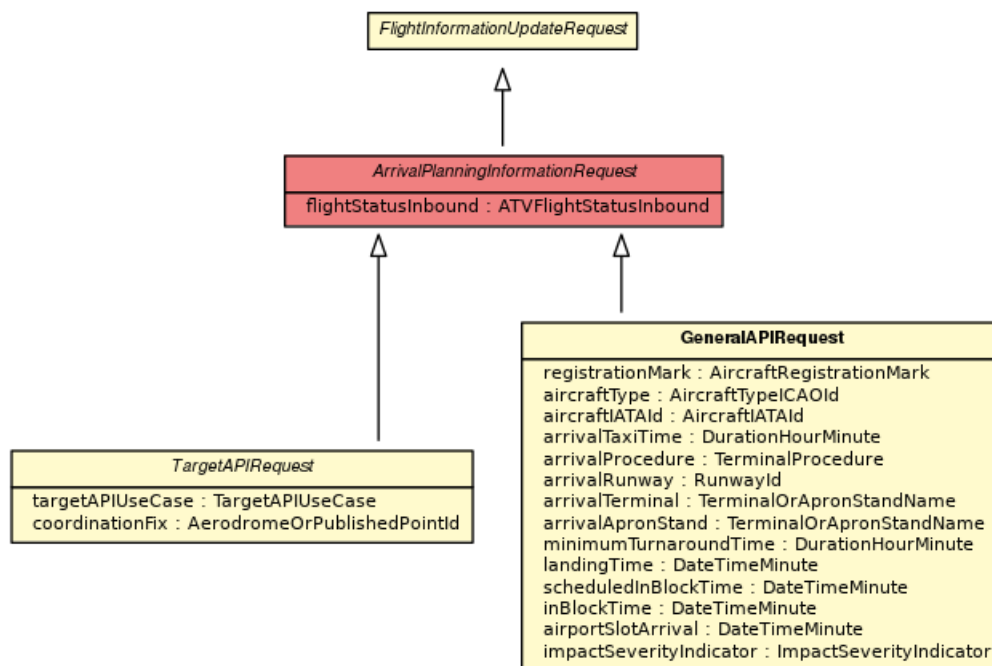 FlightInformationUpdateRequest
ArrivalPlanningInformationRequest
flightStatusInbound : ATVFlightStatusInbound
GeneralAPIRequest
registrationMark : AircraftRegistrationMark
aircraftType : AircraftTypeICAOId
aircraftIATAId : AircraftIATAId
arrivalTaxiTime : DurationHourMinute
arrivalProcedure : TerminalProcedure
arrivalRunway : RunwayId
arrivalTerminal : TerminalOrApronStandName
arrivalApronStand : TerminalOrApronStandName
minimumTurnaroundTime : DurationHourMinute
landingTime : DateTimeMinute
scheduledInBlockTime : DateTimeMinute
inBlockTime : DateTimeMinute
airportSlotArrival : DateTimeMinute
impactSeverityIndicator : ImpactSeverityIndicator
TargetAPIRequest
targetAPIUseCase : TargetAPIUseCase
coordinationFix : AerodromeOrPublishedPointId